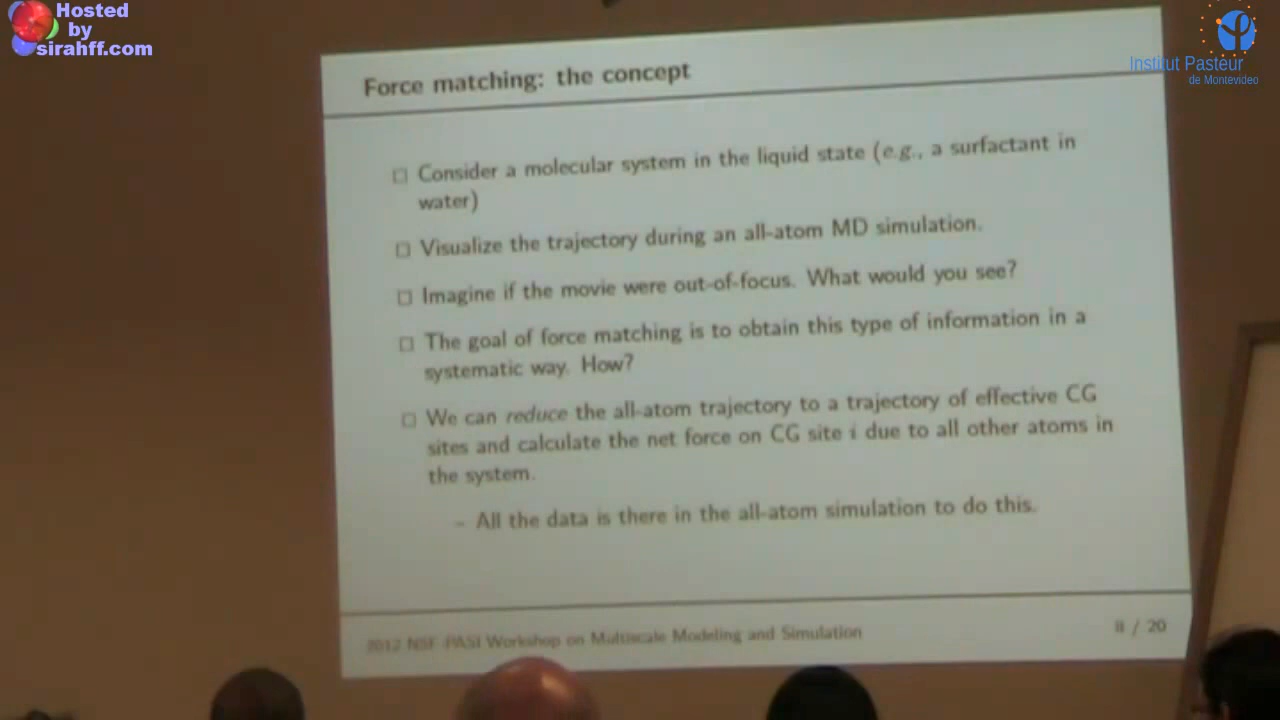 Hosted
by
sirahff.com
Institut Pasteur
de Montevideo
Force matching: the concept
Consider a molecular system in the liquid state (e.g., a surfactant in
water)
Visualize the trajectory during an all-atom MD simulation.
Imagine if the movie were out-of-focus. What would you see?
The goal of force matching is to obtain this type of information in a
systematic way. How?
We can reduce the all-atom trajectory to a trajectory of effective CG
sites and calculate the net force on CG site i due to all other atoms in
the system.
– All the data is there in the all-atom simulation to do this.
2012 NSF-PASI Workshop on Multiscale Modeling and Simulation
8 / 20